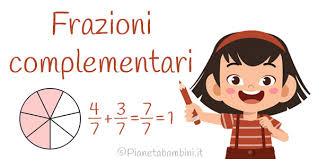 Frazioni
complementari
4/7 + 3/7 = 7/7 = 1
©Pianetabambini.it